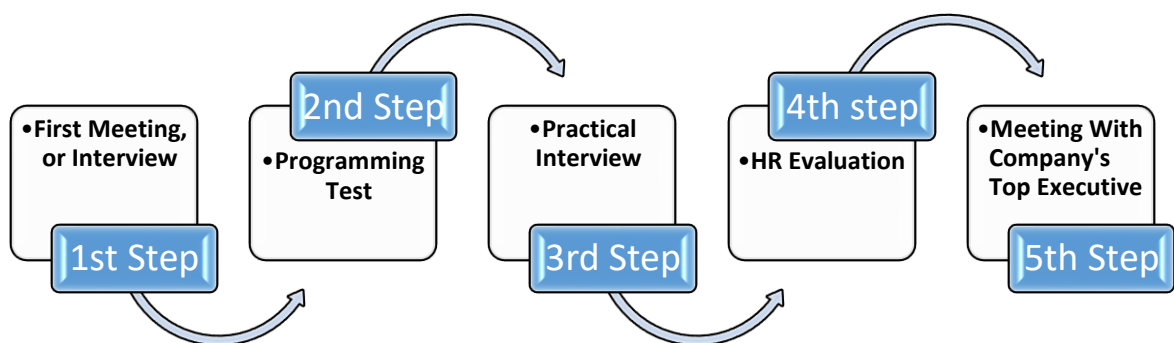 •First Meeting,
or Interview
1st Step
2nd Step
•Programming
Test
•Practical
Interview
3rd Step
4th step
•HR Evaluation
•Meeting With
Company's
Top Executive
5th Step